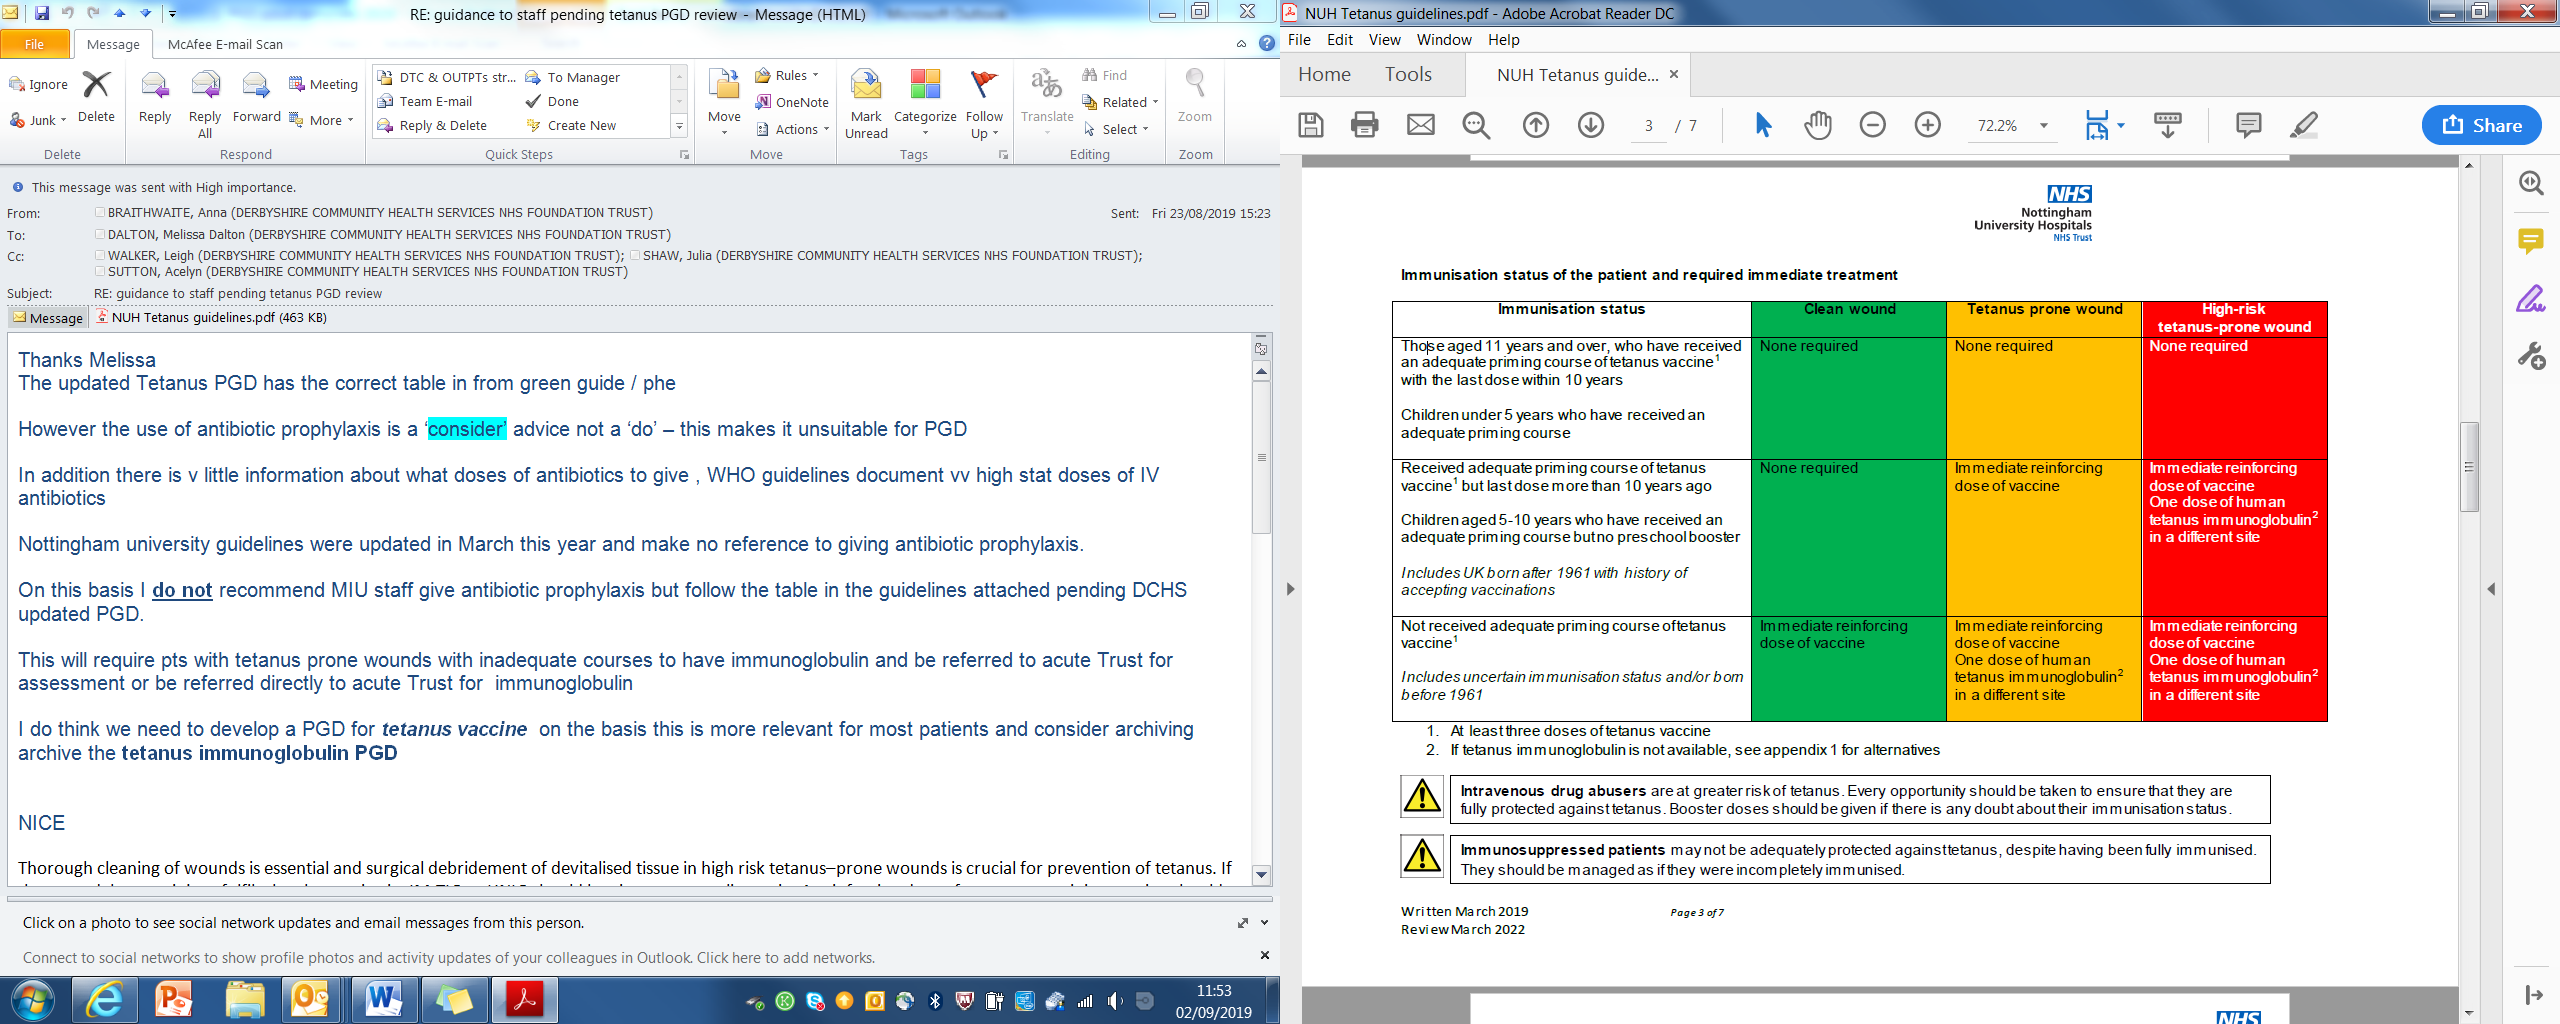 RE: guidance to staff pending tetanus PGD review - Message (HTML)
File
Message
McAfee E-mail Scan
Ignore
Junk
Delete
Delete
Reply
Reply All
Forward
Meeting
More
Respond
DTC & OUTPTs str...
Team E-mail
Reply & Delete
To Manager
Done
Create New
Quick Steps
Move
Rules
OneNote
Actions
Move
Mark Unread
Categorize
Follow Up
Tags
Translate
Find
Related
Select
Editing
Zoom
Zoom
This message was sent with High importance.
From: BRAITHWAITE, Anna (DERBYSHIRE COMMUNITY HEALTH SERVICES NHS FOUNDATION TRUST)
Sent: Fri 23/08/2019 15:23
To: DALTON, Melissa Dalton (DERBYSHIRE COMMUNITY HEALTH SERVICES NHS FOUNDATION TRUST)
Cc: WALKER, Leigh (DERBYSHIRE COMMUNITY HEALTH SERVICES NHS FOUNDATION TRUST); SHAW, Julia (DERBYSHIRE COMMUNITY HEALTH SERVICES NHS FOUNDATION TRUST);
SUTTON, Acelyn (DERBYSHIRE COMMUNITY HEALTH SERVICES NHS FOUNDATION TRUST)
Subject: RE: guidance to staff pending tetanus PGD review
Message
NUH Tetanus guidelines.pdf (463 KB)
Thanks Melissa
The updated Tetanus PGD has the correct table in from green guide / phe
However the use of antibiotic prophylaxis is a ‘consider’ advice not a ‘do’ – this makes it unsuitable for PGD
In addition there is v little information about what doses of antibiotics to give , WHO guidelines document vv high stat doses of IV
antibiotics
Nottingham university guidelines were updated in March this year and make no reference to giving antibiotic prophylaxis.
On this basis I do not recommend MIU staff give antibiotic prophylaxis but follow the table in the guidelines attached pending DCHS
updated PGD.
This will require pts with tetanus prone wounds with inadequate courses to have immunoglobulin and be referred to acute Trust for
assessment or be referred directly to acute Trust for immunoglobulin
I do think we need to develop a PGD for tetanus vaccine on the basis this is more relevant for most patients and consider archiving
archive the tetanus immunoglobulin PGD
NICE
Thorough cleaning of wounds is essential and surgical debridement of devitalised tissue in high risk tetanus–prone wounds is crucial for prevention of tetanus. If
Click on a photo to see social network updates and email messages from this person.
Connect to social networks to show profile photos and activity updates of your colleagues in Outlook. Click here to add networks.
11:53
02/09/2019
NUH Tetanus guidelines.pdf - Adobe Acrobat Reader DC
File Edit View Window Help
Home
Tools
NUH Tetanus guide...
3 / 7
72.2%
Share
NHS
Nottingham
University Hospitals
NHS Trust
Immunisation status of the patient and required immediate treatment
Immunisation status
Clean wound
Tetanus prone wound
High-risk
tetanus-prone wound
Those aged 11 years and over, who have received
an adequate priming course of tetanus vaccine1
with the last dose within 10 years
Children under 5 years who have received an
adequate priming course
None required
None required
None required
Received adequate priming course of tetanus
vaccine1 but last dose more than 10 years ago
Children aged 5-10 years who have received an
adequate priming course but no preschool booster
Includes UK born after 1961 with history of
accepting vaccinations
None required
Immediate reinforcing
dose of vaccine
Immediate reinforcing
dose of vaccine
One dose of human
tetanus immunoglobulin2
in a different site
Not received adequate priming course of tetanus
vaccine1
Includes uncertain immunisation status and/or born
before 1961
Immediate reinforcing
dose of vaccine
Immediate reinforcing
dose of vaccine
One dose of human
tetanus immunoglobulin2
in a different site
Immediate reinforcing
dose of vaccine
One dose of human
tetanus immunoglobulin2
in a different site
1. At least three doses of tetanus vaccine
2. If tetanus immunoglobulin is not available, see appendix 1 for alternatives
Intravenous drug abusers are at greater risk of tetanus. Every opportunity should be taken to ensure that they are
fully protected against tetanus. Booster doses should be given if there is any doubt about their immunisation status.
Immunosuppressed patients may not be adequately protected against tetanus, despite having been fully immunised.
They should be managed as if they were incompletely immunised.
Written March 2019
Page 3 of 7
Review March 2022
NHS